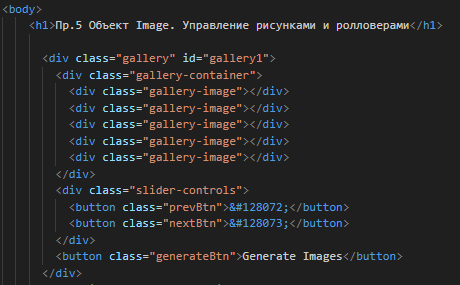 <body>
<h1>Пр.5 Объект Image. Управление рисунками и ролловерами</h1>
<div class="gallery" id="gallery1">
<div class="gallery-container">
<div class="gallery-image"></div>
<div class="gallery-image"></div>
<div class="gallery-image"></div>
<div class="gallery-image"></div>
<div class="gallery-image"></div>
</div>
<div class="slider-controls">
<button class="prevBtn">&#128072;</button>
<button class="nextBtn">&#128073;</button>
</div>
<button class="generateBtn">Generate Images</button>
</div>